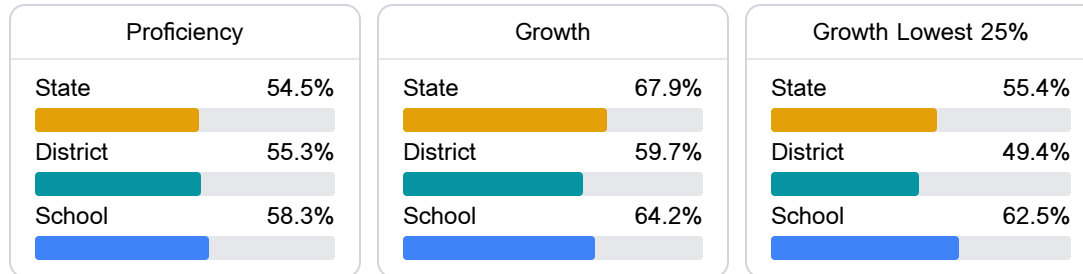 Proficiency
State 54.5%
District 55.3%
School 58.3%
Growth
State 67.9%
District 59.7%
School 64.2%
Growth Lowest 25%
State 55.4%
District 49.4%
School 62.5%